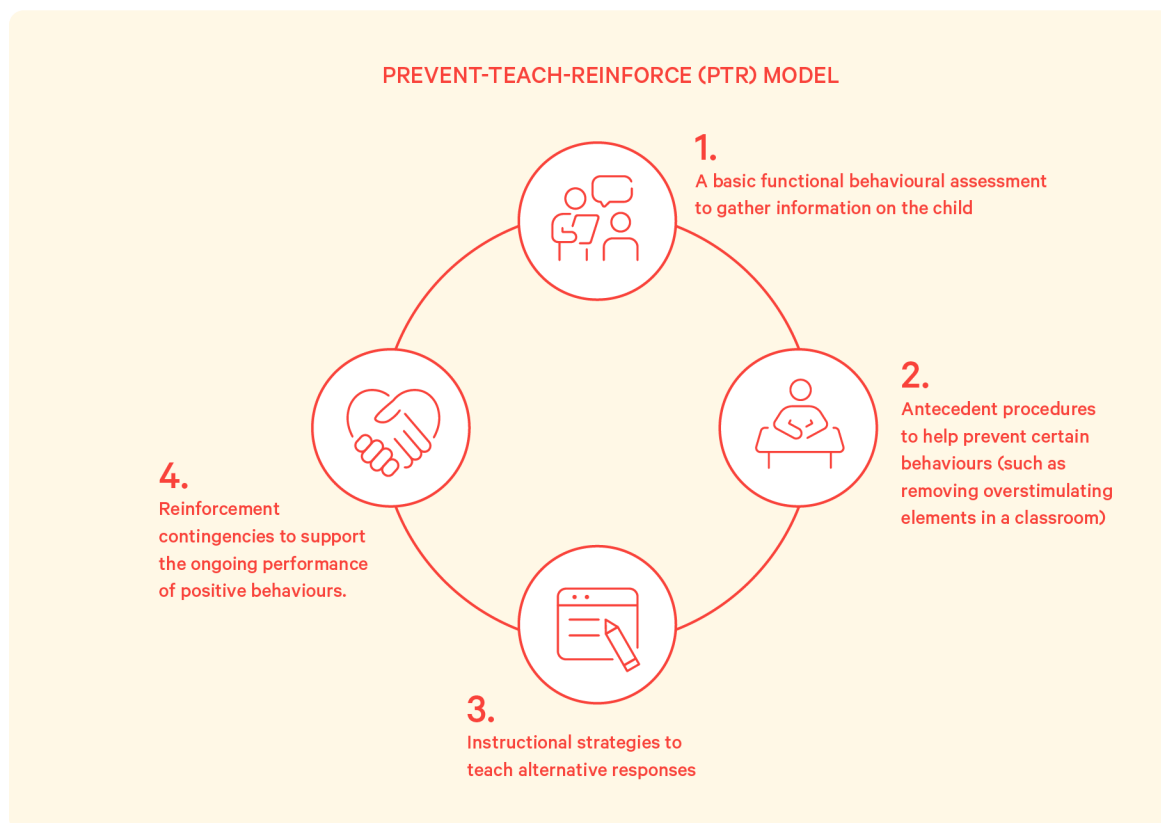 PREVENT-TEACH-REINFORCE (PTR) MODEL
1.
A basic functional behavioural assessment
to gather information on the child
2.
Antecedent procedures
to help prevent certain
behaviours (such as
removing overstimulating
elements in a classroom)
3.
Instructional strategies to
teach alternative responses
4.
Reinforcement
contingencies to support
the ongoing performance
of positive behaviours.